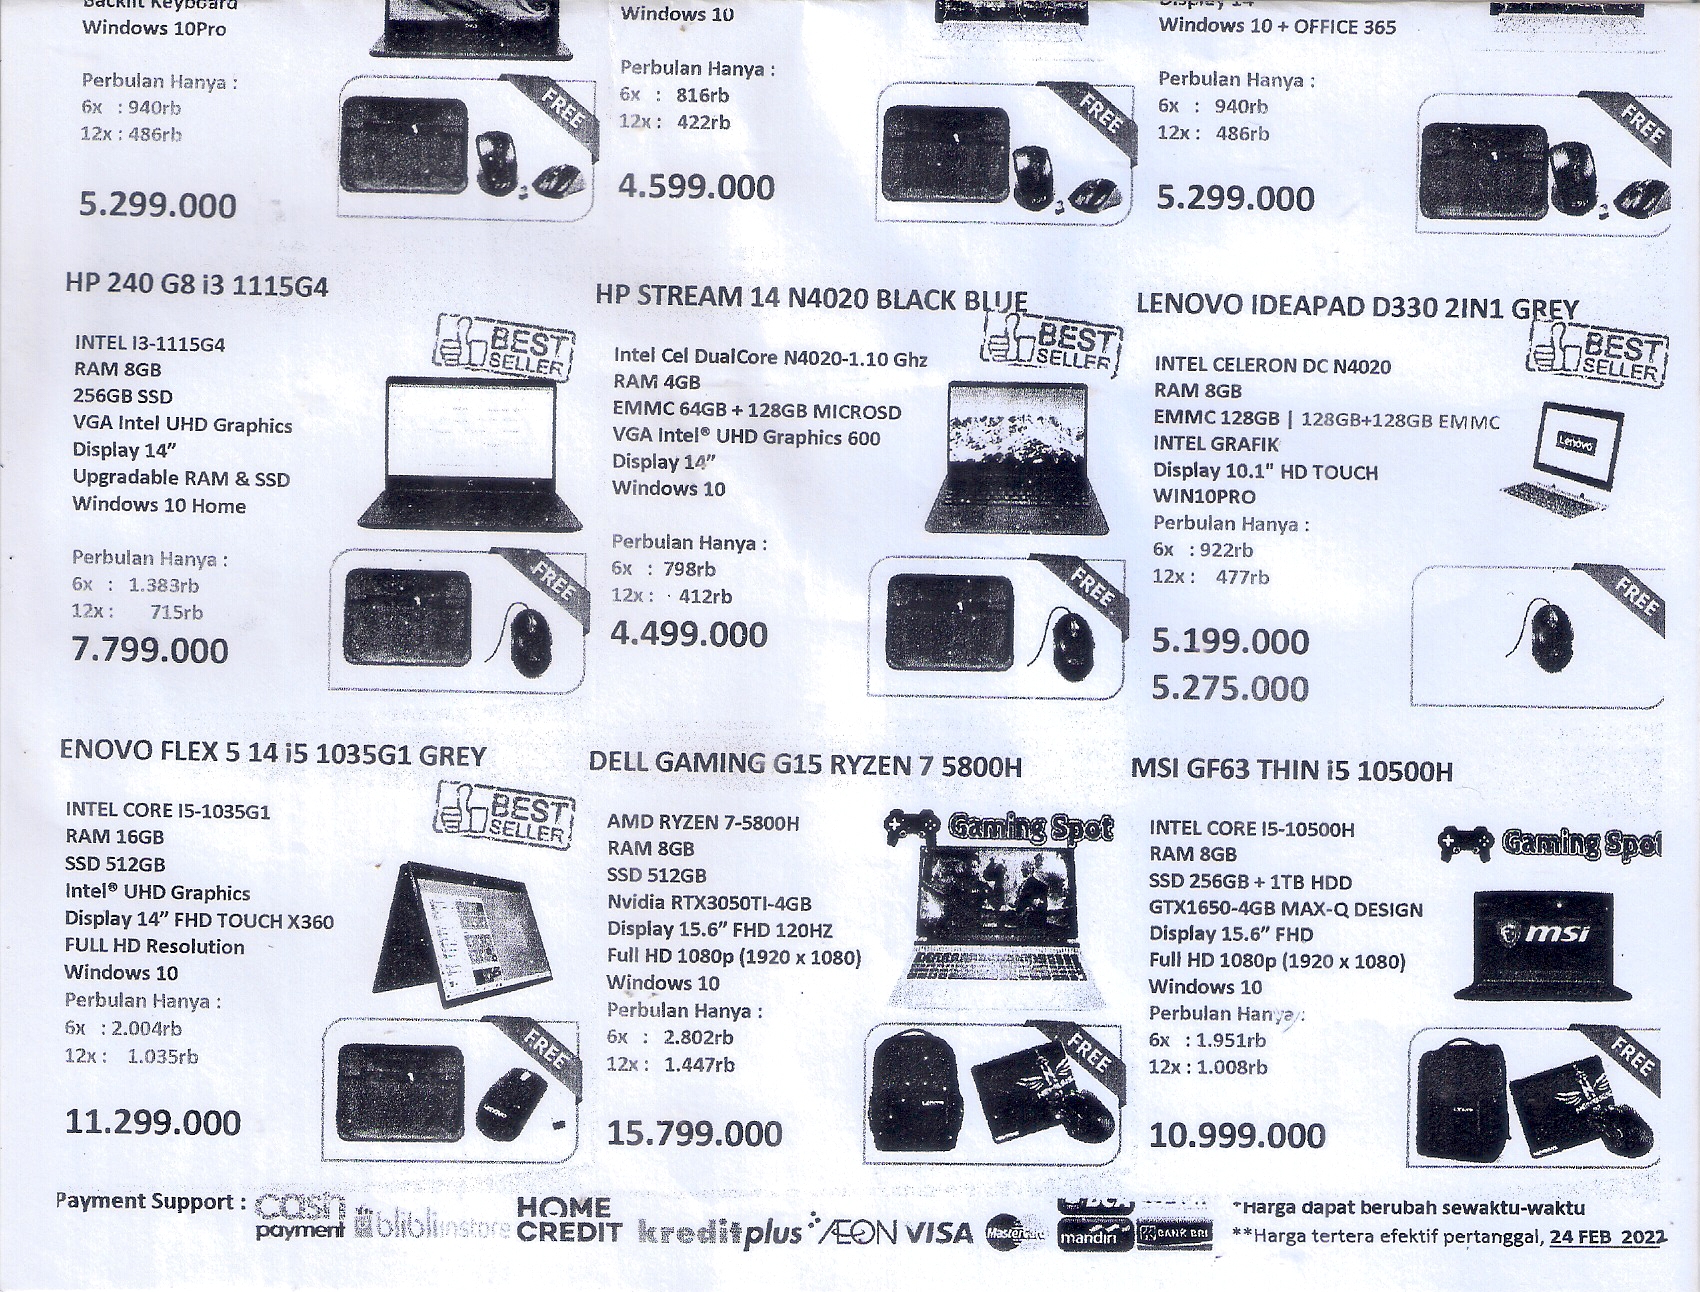 Backlit Keyboard
Windows 10Pro
Perbulan Hanya :
6x : 940rb
12x : 486rb
FREE
5.299.000
Windows 10
Perbulan Hanya :
6x : 816rb
12x : 422rb
FREE
4.599.000
Display 14
Windows 10 + OFFICE 365
Perbulan Hanya :
6x : 940rb
12x : 486rb
FREE
5.299.000
HP 240 G8 i3 1115G4
BEST
SELLER
INTEL I3-1115G4
RAM 8GB
256GB SSD
VGA Intel UHD Graphics
Display 14”
Upgradable RAM & SSD
Windows 10 Home
Perbulan Hanya :
6x : 1.383rb
12x : 715rb
FREE
7.799.000
HP STREAM 14 N4020 BLACK BLUE
BEST
SELLER
Intel Cel DualCore N4020-1.10 Ghz
RAM 4GB
EMMC 64GB + 128GB MICROSD
VGA Intel® UHD Graphics 600
Display 14”
Windows 10
Perbulan Hanya :
6x : 798rb
12x : 412rb
FREE
4.499.000
LENOVO IDEAPAD D330 2IN1 GREY
BEST
SELLER
INTEL CELERON DC N4020
RAM 8GB
EMMC 128GB | 128GB+128GB EMMC
INTEL GRAFIK
Display 10.1" HD TOUCH
WIN10PRO
Lenovo
Perbulan Hanya :
6x : 922rb
12x : 477rb
FREE
5.199.000
5.275.000
ENOVO FLEX 5 14 i5 1035G1 GREY
BEST
SELLER
INTEL CORE I5-1035G1
RAM 16GB
SSD 512GB
Intel® UHD Graphics
Display 14” FHD TOUCH X360
FULL HD Resolution
Windows 10
Perbulan Hanya :
6x : 2.004rb
12x : 1.035rb
FREE
Lenovo
11.299.000
DELL GAMING G15 RYZEN 7 5800H
Gaming Spot
AMD RYZEN 7-5800H
RAM 8GB
SSD 512GB
Nvidia RTX3050TI-4GB
Display 15.6” FHD 120HZ
Full HD 1080p (1920 x 1080)
Windows 10
Perbulan Hanya :
6x : 2.802rb
12x : 1.447rb
FREE
15.799.000
MSI GF63 THIN i5 10500H
Gaming Spot
INTEL CORE I5-10500H
RAM 8GB
SSD 256GB + 1TB HDD
GTX1650-4GB MAX-Q DESIGN
Display 15.6” FHD
Full HD 1080p (1920 x 1080)
Windows 10
msi
Perbulan Hanya :
6x : 1.951rb
12x : 1.008rb
FREE
10.999.000
Payment Support :
cash
payment
blibliinstore
HOME
CREDIT
kreditplus
ÆON
VISA
MasterCard
BCA
mandiri
BANK BRI
*Harga dapat berubah sewaktu-waktu
**Harga tertera efektif pertanggal, 24 FEB 2022